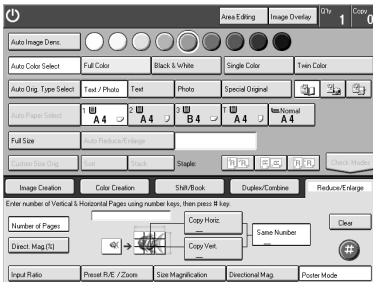 Area Editing Image Overlay Q'ty 1 Copy 0
Auto Image Dens.
Auto Color Select Full Color Black & White Single Color Twin Color
Auto Orig. Type Select Text / Photo Text Photo Special Original
Auto Paper Select 1 A4 2 A4 3 B4 T A4 Normal A4
Full Size Auto Reduce/Enlarge
Custom Size Orig. Sort Stack Staple: Check Modes
Image Creation Color Creation Shift/Book Duplex/Combine Reduce/Enlarge
Enter number of Vertical & Horizontal Pages using number keys, then press # key.
Number of Pages Copy Horiz. Same Number Clear
Direct. Mag.(%) Copy Vert. #
Input Ratio Preset R/E / Zoom Size Magnification Directional Mag. Poster Mode